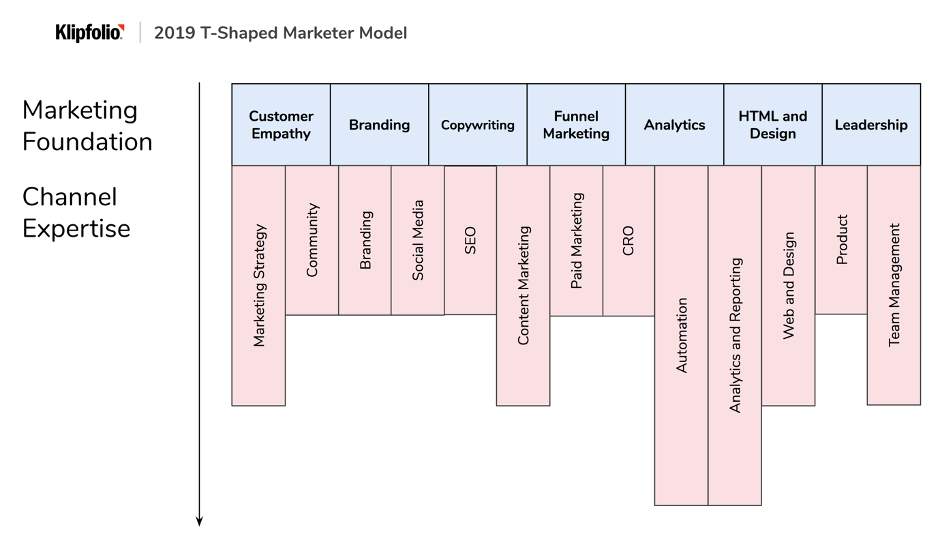 Klipfolio
2019 T-Shaped Marketer Model
Marketing
Foundation
Customer
Empathy
Branding
Copywriting
Funnel
Marketing
Analytics
HTML and
Design
Leadership
Channel
Expertise
Marketing Strategy
Community
Branding
Social Media
SEO
Content Marketing
Paid Marketing
CRO
Automation
Analytics and Reporting
Web and Design
Product
Team Management